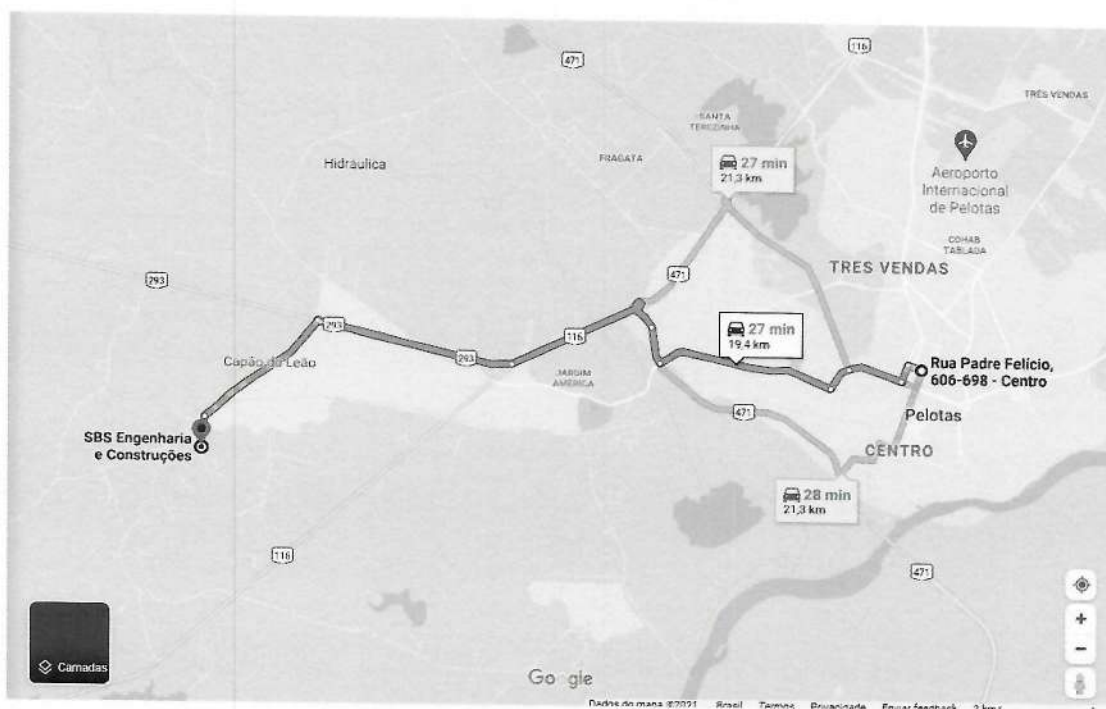 471
116
TRÊS VENDAS
SANTA
TEREZINHA
FRAGATA
Hidraulica
27 min
21,3 km
Aeroporto
Internacional
de Pelotas
COHAB
TABLADA
TRES VENDAS
471
293
293
116
27 min
19,4 km
293
Capão do Leão
JARDIM
AMÉRICA
Rua Padre Felício,
606-698 - Centro
471
Pelotas
SBS Engenharia
e Construções
CENTRO
28 min
21,3 km
116
471
Camadas
Google
Dados do mapa ©2021 Brasil Termos Privacidade Enviar feedback 2 km